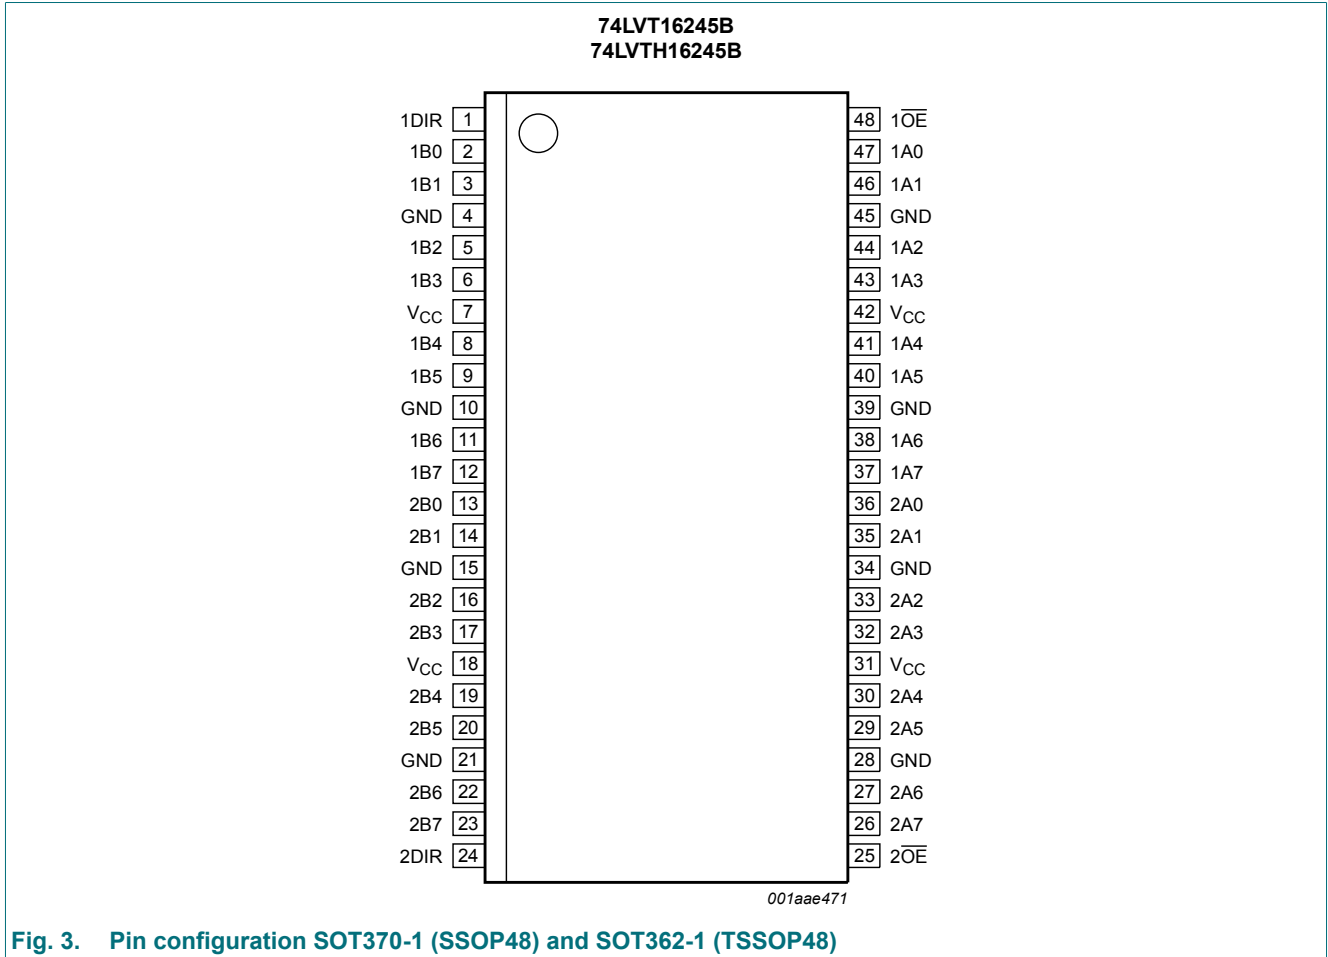 74LVT16245B
74LVTH16245B
1DIR 1 48 1O̅E̅
1B0 2 47 1A0
1B1 3 46 1A1
GND 4 45 GND
1B2 5 44 1A2
1B3 6 43 1A3
VCC 7 42 VCC
1B4 8 41 1A4
1B5 9 40 1A5
GND 10 39 GND
1B6 11 38 1A6
1B7 12 37 1A7
2B0 13 36 2A0
2B1 14 35 2A1
GND 15 34 GND
2B2 16 33 2A2
2B3 17 32 2A3
VCC 18 31 VCC
2B4 19 30 2A4
2B5 20 29 2A5
GND 21 28 GND
2B6 22 27 2A6
2B7 23 26 2A7
2DIR 24 25 2O̅E̅
001aae471
Fig. 3. Pin configuration SOT370-1 (SSOP48) and SOT362-1 (TSSOP48)